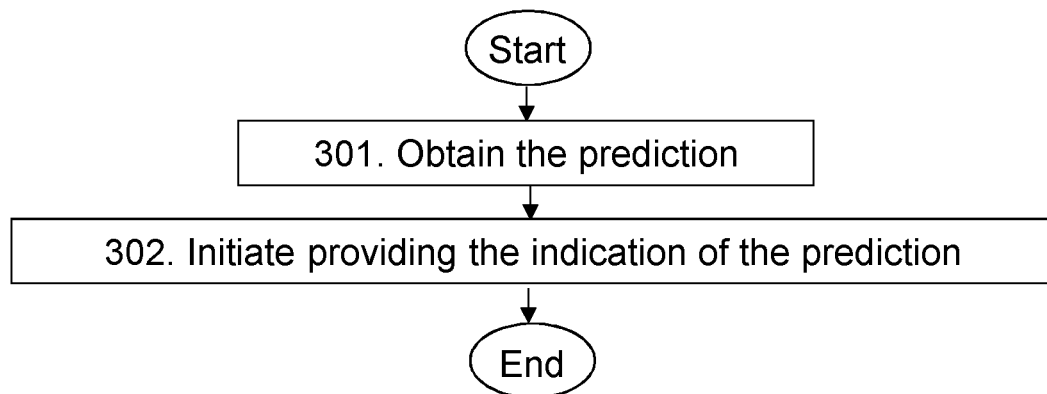 Start
301. Obtain the prediction
302. Initiate providing the indication of the prediction
End